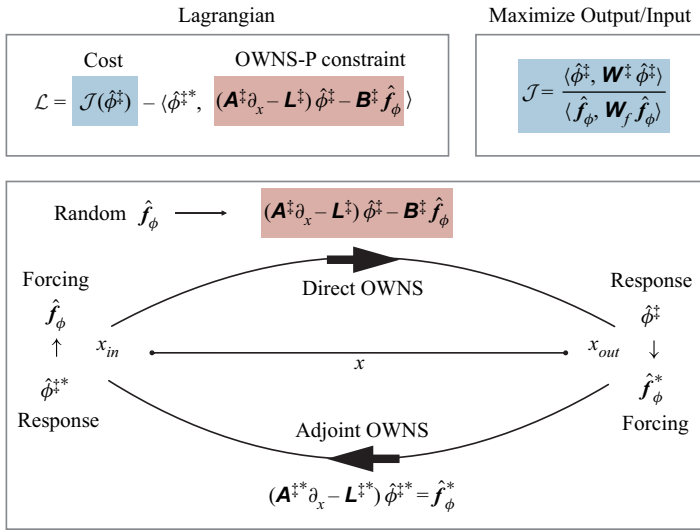 Lagrangian
Maximize Output/Input
Cost
OWNS-P constraint
ℒ = 𝒥(φ̂‡) – ⟨φ̂‡*, (A‡∂x – L‡) φ̂‡ – B‡ f̂ϕ⟩
𝒥 = ⟨φ̂‡, W‡ φ̂‡⟩ / ⟨f̂ϕ, Wf f̂ϕ⟩
Random f̂ϕ ⟶ (A‡∂x – L‡) φ̂‡ – B‡ f̂ϕ
Direct OWNS
Forcing
f̂ϕ
↑
φ̂‡*
Response
xin
x
xout
Response
φ̂‡
↓
f̂ϕ*
Forcing
Adjoint OWNS
(A‡*∂x – L‡*) φ̂‡* = f̂ϕ*